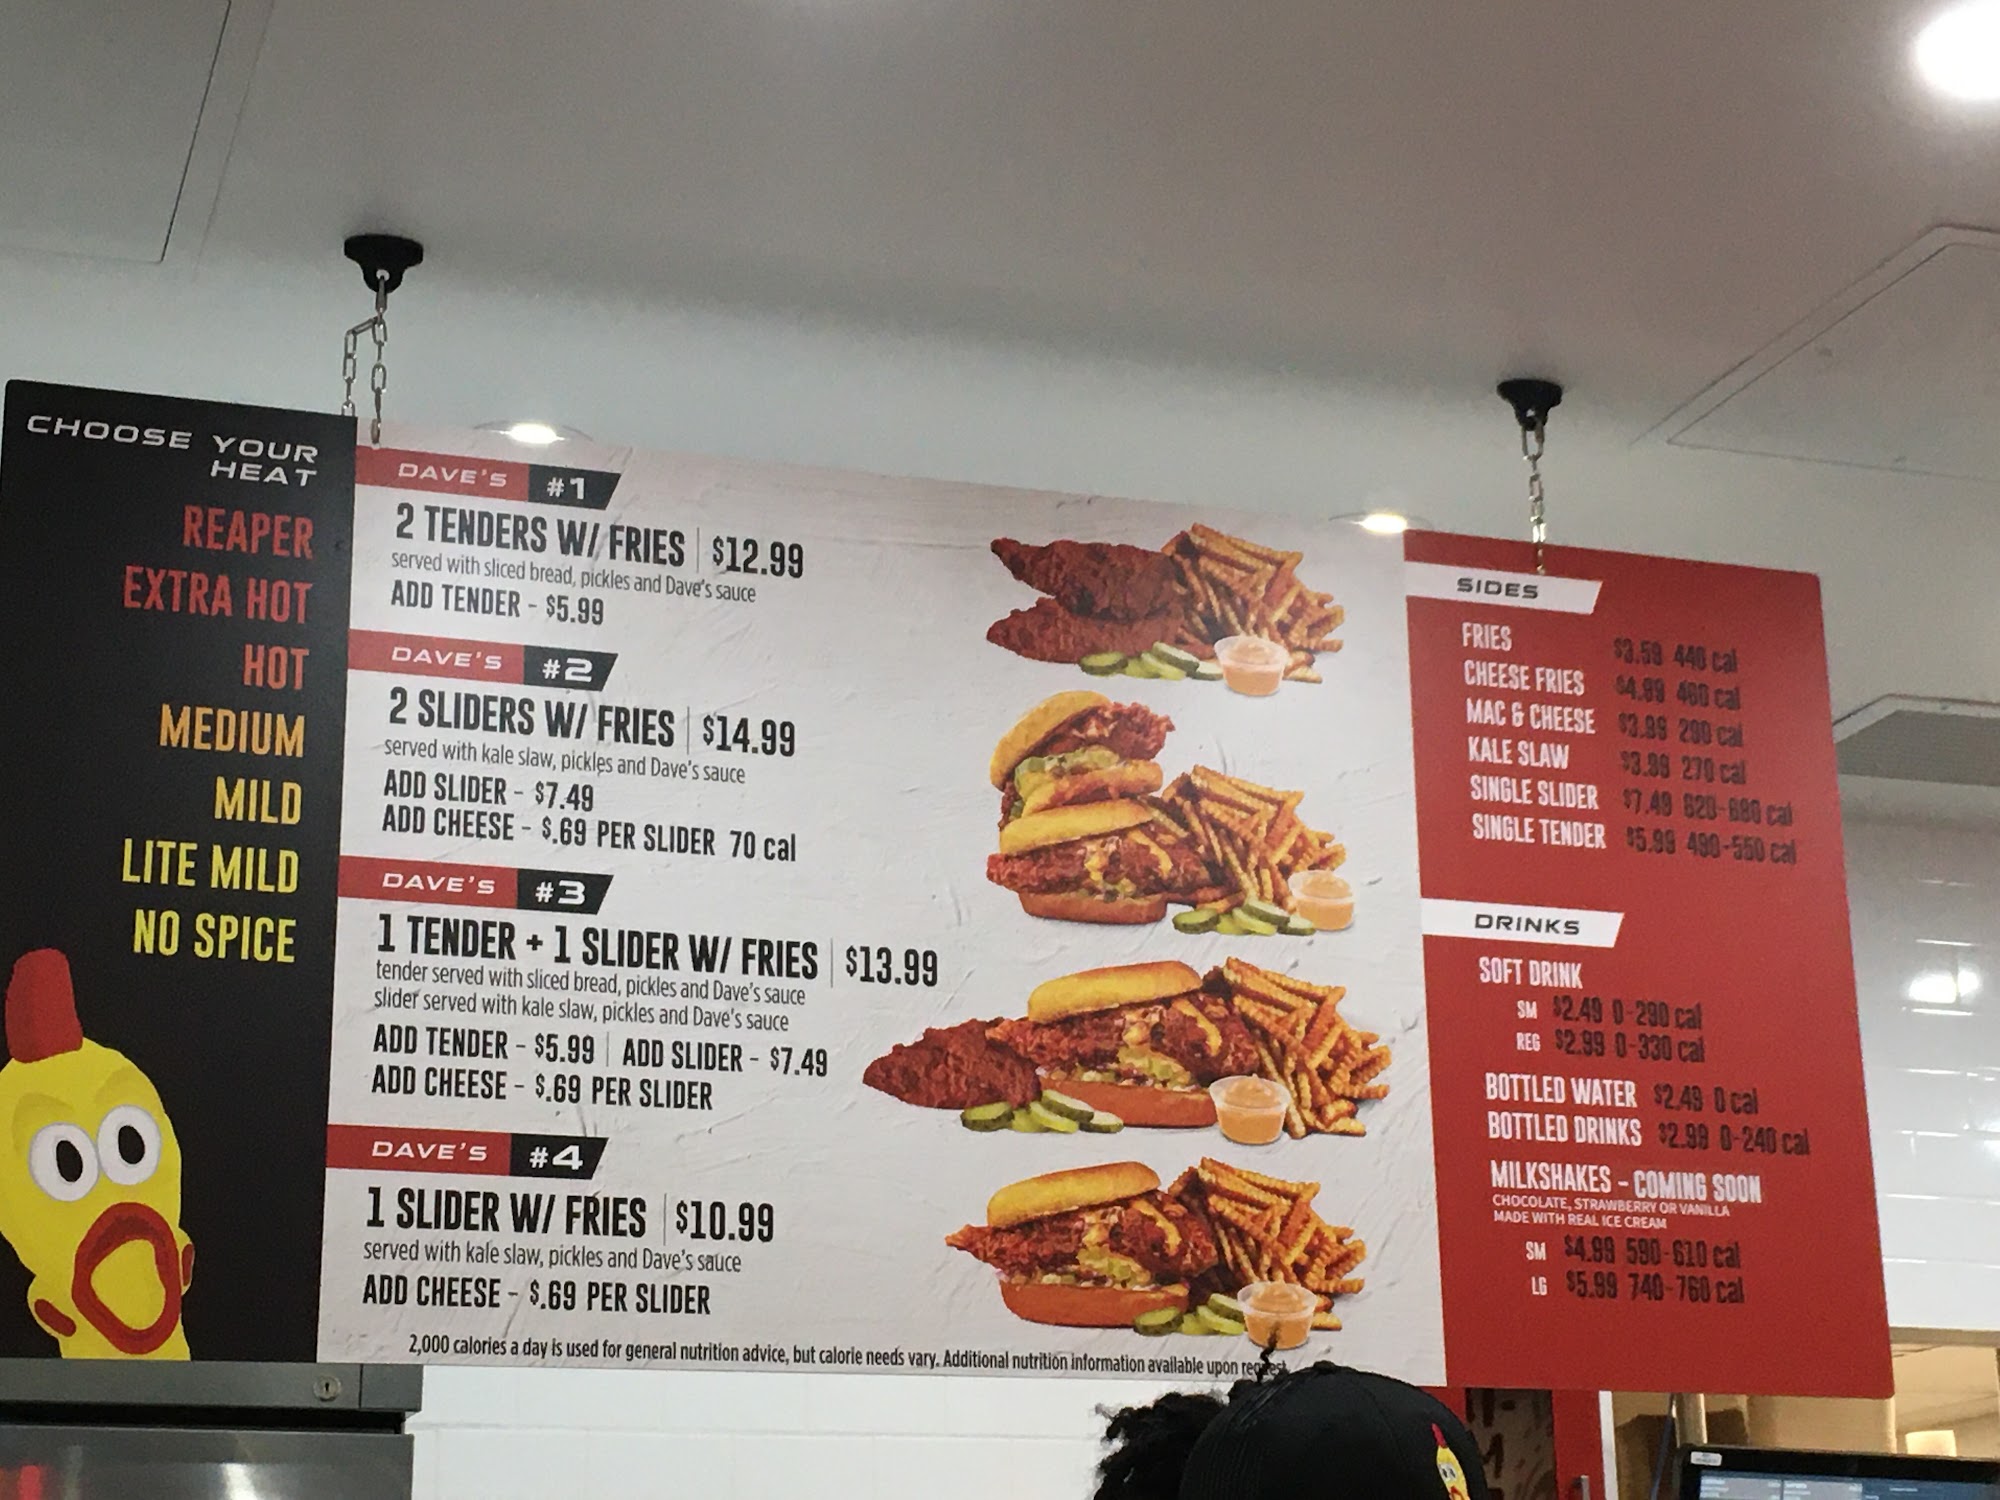 CHOOSE YOUR
HEAT
REAPER
EXTRA HOT
HOT
MEDIUM
MILD
LITE MILD
NO SPICE
DAVE'S #1
2 TENDERS W/ FRIES | $12.99
served with sliced bread, pickles and Dave's sauce
ADD TENDER - $5.99
DAVE'S #2
2 SLIDERS W/ FRIES | $14.99
served with kale slaw, pickles and Dave's sauce
ADD SLIDER - $7.49
ADD CHEESE - $.69 PER SLIDER 70 cal
DAVE'S #3
1 TENDER + 1 SLIDER W/ FRIES | $13.99
tender served with sliced bread, pickles and Dave's sauce
slider served with kale slaw, pickles and Dave's sauce
ADD TENDER - $5.99 | ADD SLIDER - $7.49
ADD CHEESE - $.69 PER SLIDER
DAVE'S #4
1 SLIDER W/ FRIES | $10.99
served with kale slaw, pickles and Dave's sauce
ADD CHEESE - $.69 PER SLIDER
2,000 calories a day is used for general nutrition advice, but calorie needs vary. Additional nutrition information available upon request.
SIDES
FRIES 440 cal
CHEESE FRIES 460 cal
MAC & CHEESE $3.99 cal
KALE SLAW $3.99 270 cal
SINGLE SLIDER $7.49 cal
SINGLE TENDER $5.99 490-550 cal
DRINKS
SOFT DRINK
SM $2.49 0-290 cal
REG $2.99 0-330 cal
BOTTLED WATER $2.49 0 cal
BOTTLED DRINKS $2.99 0-240 cal
MILKSHAKES - COMING SOON
CHOCOLATE, STRAWBERRY OR VANILLA
MADE WITH REAL ICE CREAM
SM $4.99 590-610 cal
LG $5.99 740-760 cal